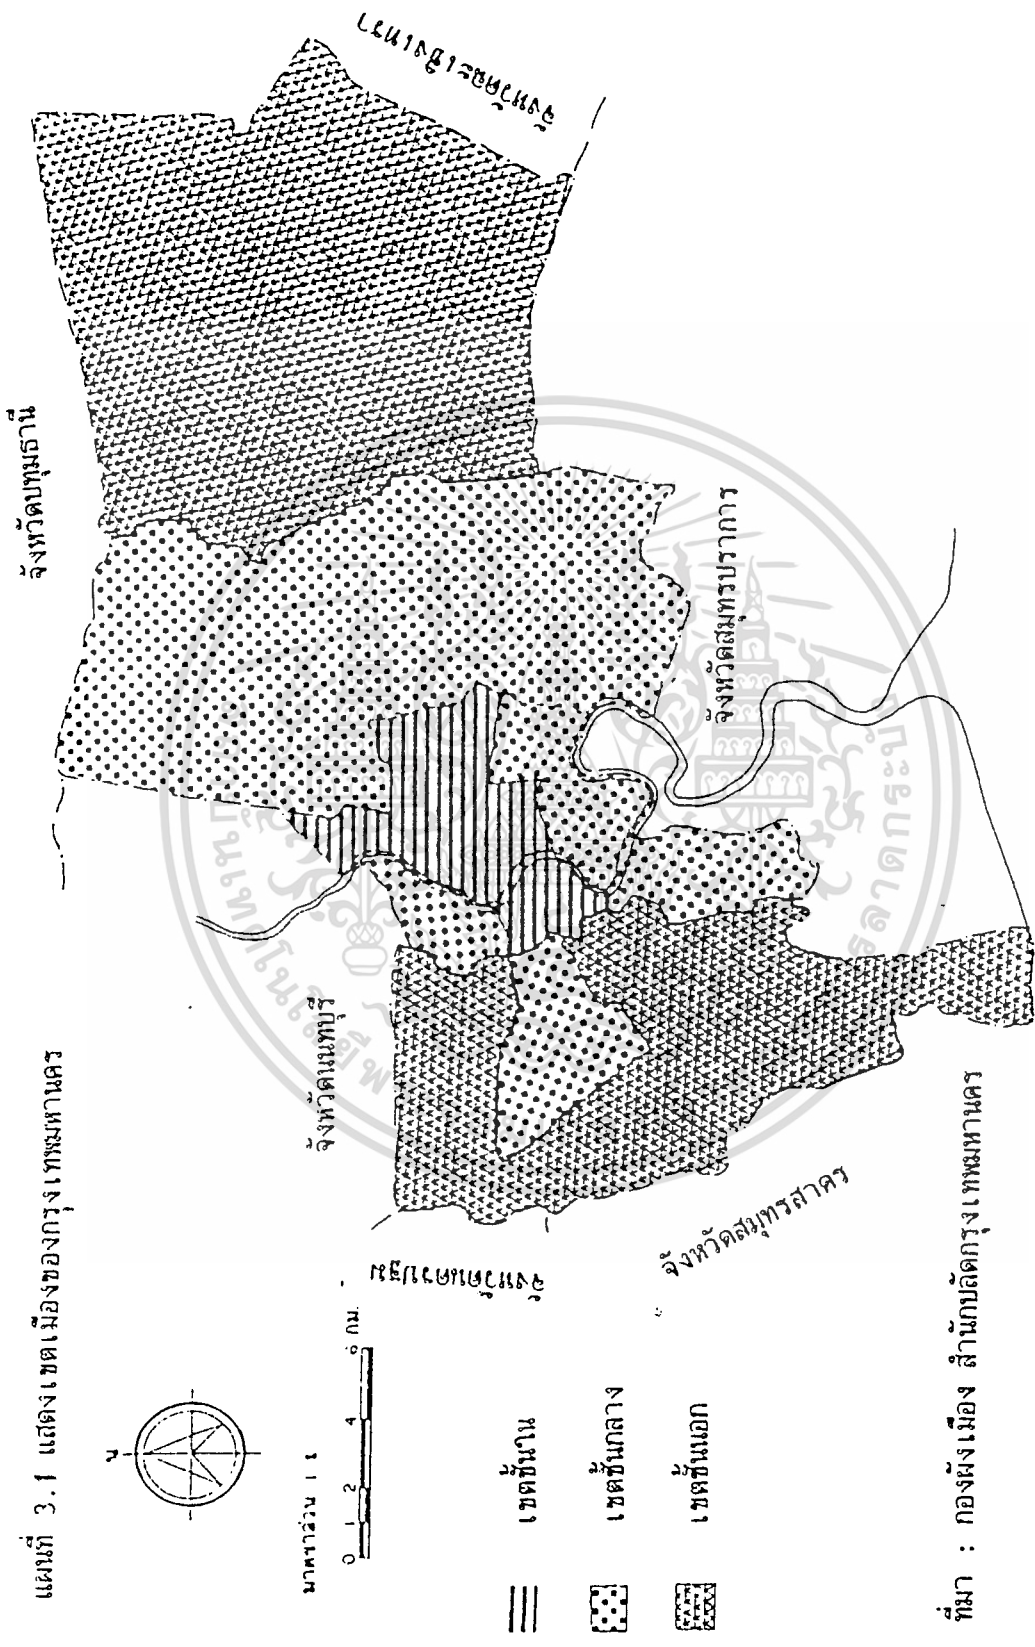 แผนที่ 3.1 แสดงเขตเมืองของกรุงเทพมหานคร
จังหวัดปทุมธานี
จังหวัดฉะเชิงเทรา
จังหวัดนนทบุรี
จังหวัดสมุทรปราการ
จังหวัดนครปฐม
จังหวัดสมุทรสาคร
น
มาตราส่วน 1 :
0 1 2 4 6 กม.
เขตชั้นใน
เขตชั้นกลาง
เขตชั้นนอก
ที่มา : กองผังเมือง สำนักปลัดกรุงเทพมหานคร